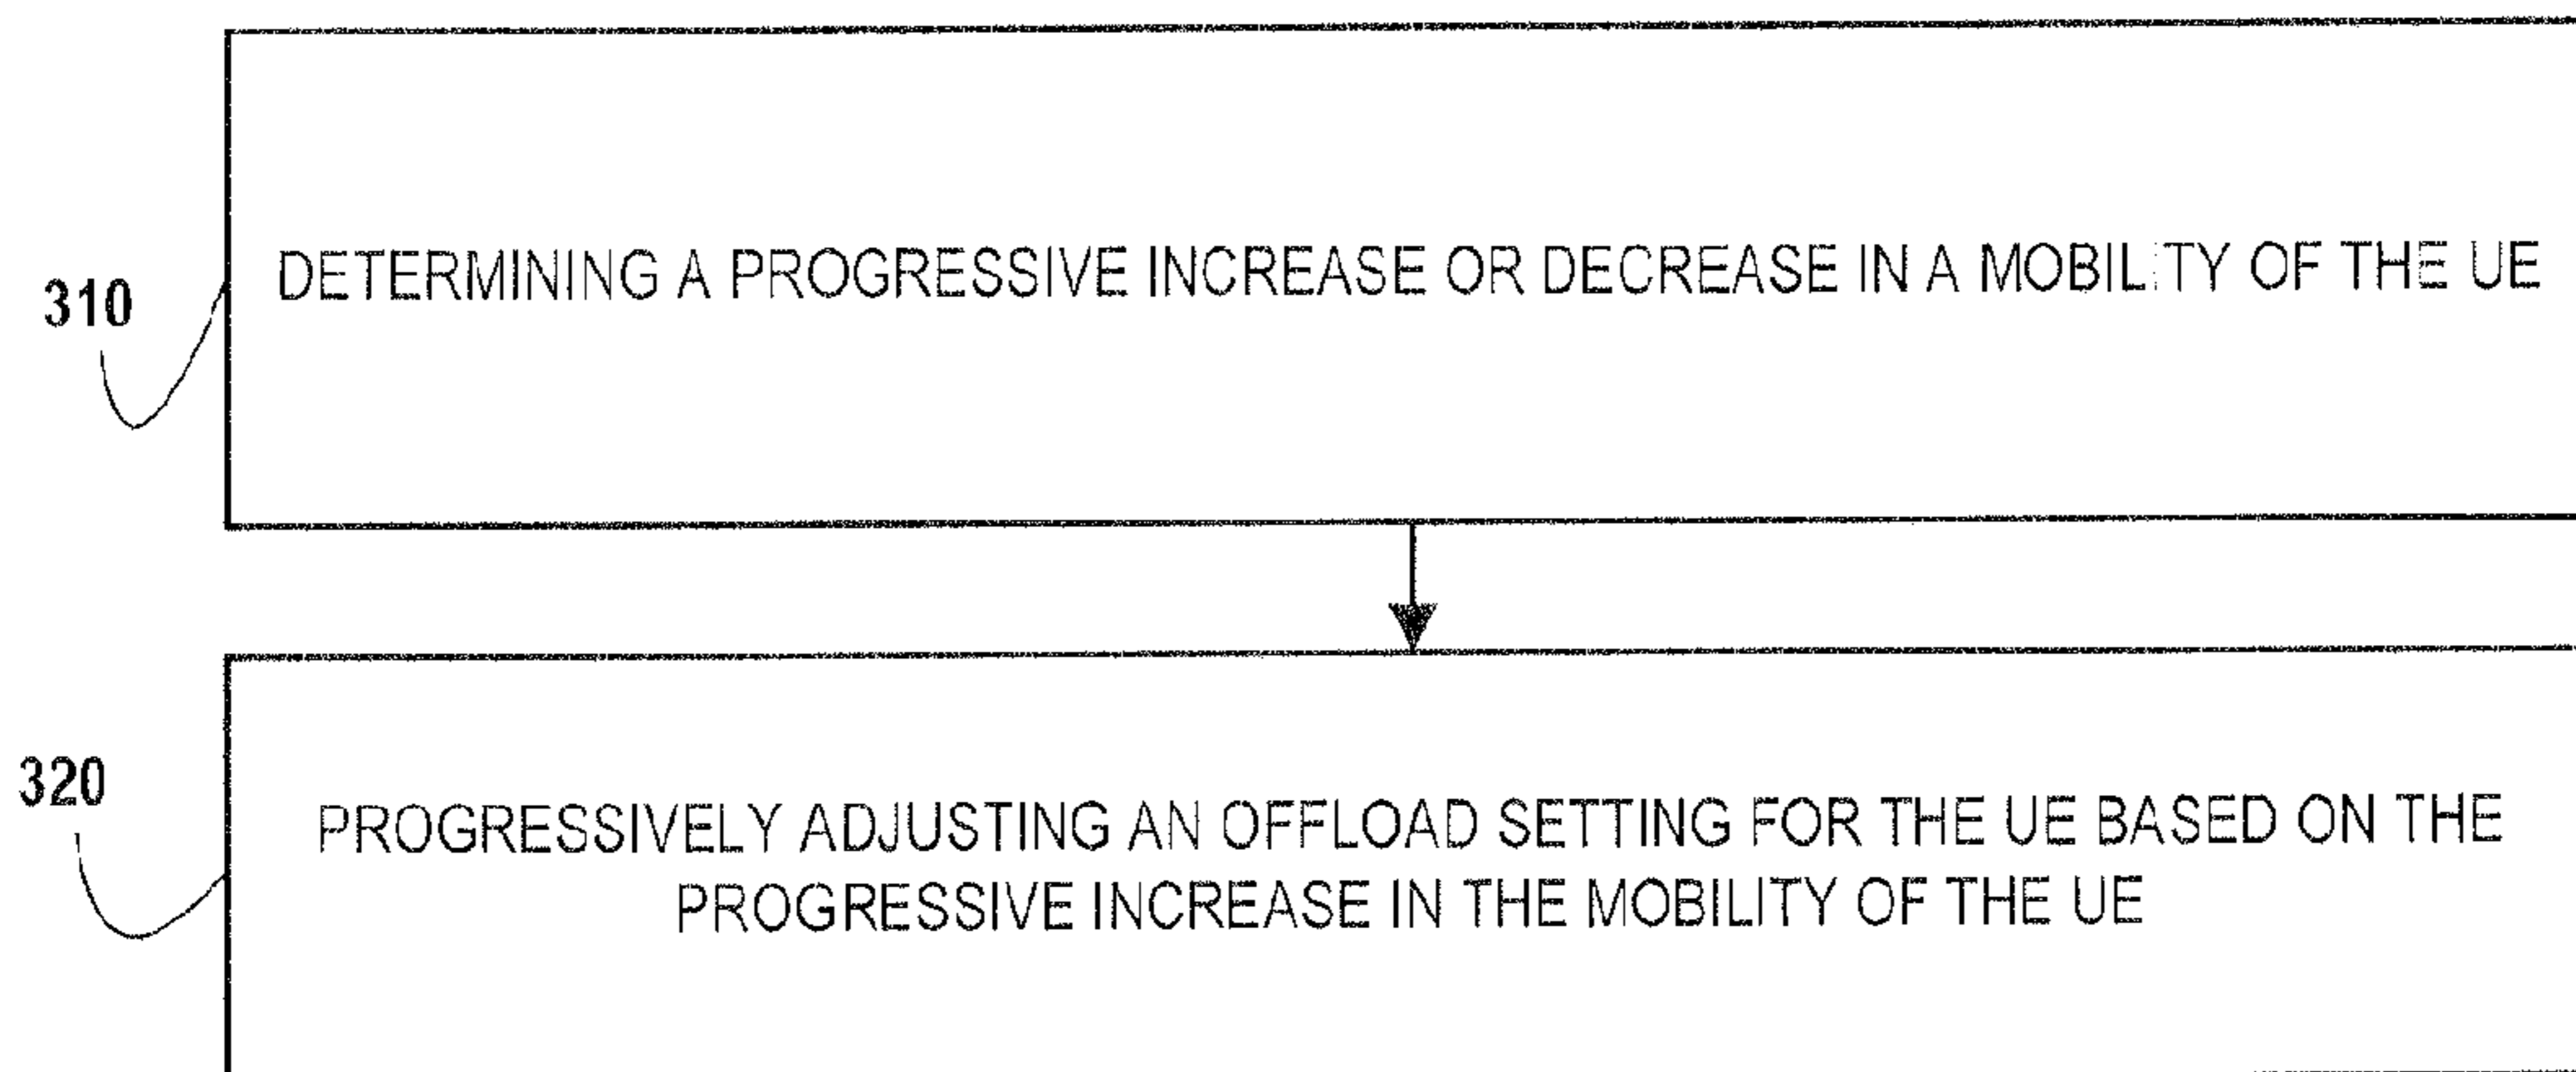 310
DETERMINING A PROGRESSIVE INCREASE OR DECREASE IN A MOBILITY OF THE UE
320
PROGRESSIVELY ADJUSTING AN OFFLOAD SETTING FOR THE UE BASED ON THE
PROGRESSIVE INCREASE IN THE MOBILITY OF THE UE